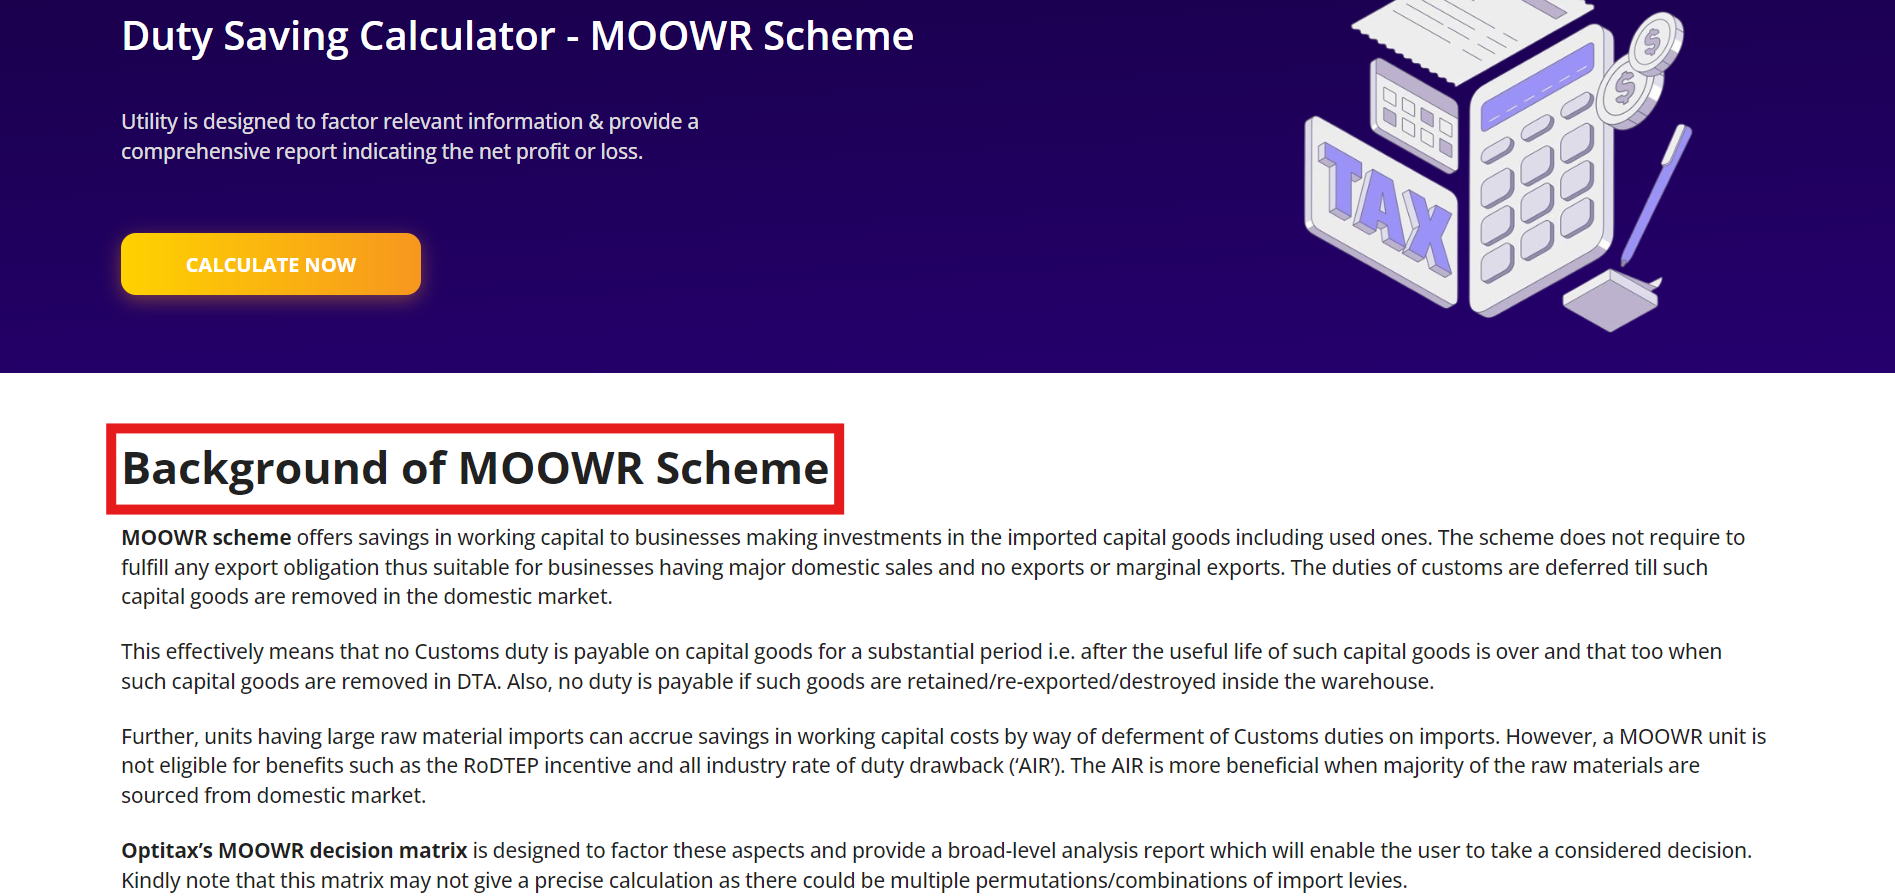 Duty Saving Calculator - MOOWR Scheme
Utility is designed to factor relevant information & provide a
comprehensive report indicating the net profit or loss.
CALCULATE NOW
TAX
$
$
Background of MOOWR Scheme
MOOWR scheme offers savings in working capital to businesses making investments in the imported capital goods including used ones. The scheme does not require to
fulfill any export obligation thus suitable for businesses having major domestic sales and no exports or marginal exports. The duties of customs are deferred till such
capital goods are removed in the domestic market.
This effectively means that no Customs duty is payable on capital goods for a substantial period i.e. after the useful life of such capital goods is over and that too when
such capital goods are removed in DTA. Also, no duty is payable if such goods are retained/re-exported/destroyed inside the warehouse.
Further, units having large raw material imports can accrue savings in working capital costs by way of deferment of Customs duties on imports. However, a MOOWR unit is
not eligible for benefits such as the RoDTEP incentive and all industry rate of duty drawback (‘AIR’). The AIR is more beneficial when majority of the raw materials are
sourced from domestic market.
Optitax’s MOOWR decision matrix is designed to factor these aspects and provide a broad-level analysis report which will enable the user to take a considered decision.
Kindly note that this matrix may not give a precise calculation as there could be multiple permutations/combinations of import levies.